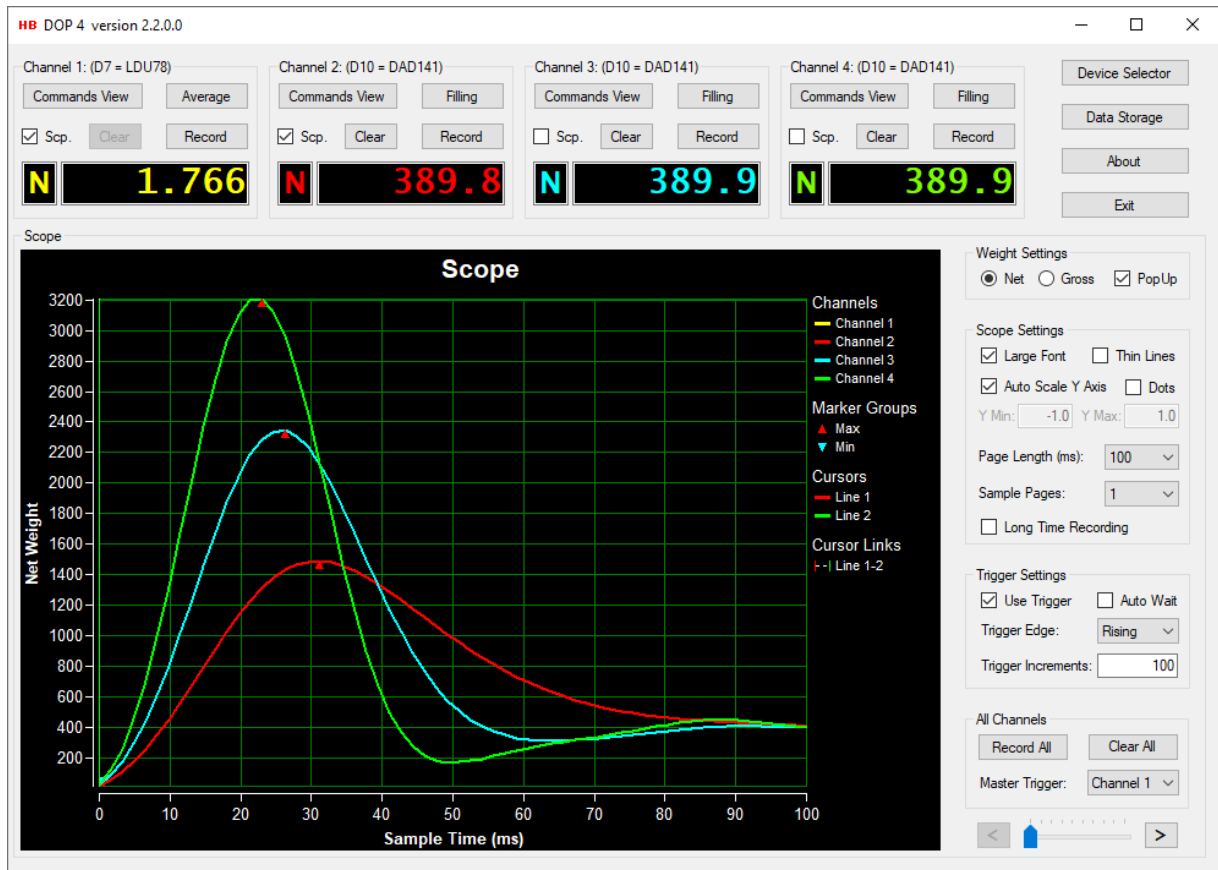 HB DOP 4 version 2.2.0.0
Channel 1: (D7 = LDU78)
Commands View Average
Scp. Clear Record
N 1.766
Channel 2: (D10 = DAD141)
Commands View Filling
Scp. Clear Record
N 389.8
Channel 3: (D10 = DAD141)
Commands View Filling
Scp. Clear Record
N 389.9
Channel 4: (D10 = DAD141)
Commands View Filling
Scp. Clear Record
N 389.9
Device Selector
Data Storage
About
Exit
Scope
Scope
Net Weight
3200
3000
2800
2600
2400
2200
2000
1800
1600
1400
1200
1000
800
600
400
200
0 10 20 30 40 50 60 70 80 90 100
Sample Time (ms)
Channels
Channel 1
Channel 2
Channel 3
Channel 4
Marker Groups
Max
Min
Cursors
Line 1
Line 2
Cursor Links
Line 1-2
Weight Settings
Net Gross PopUp
Scope Settings
Large Font Thin Lines
Auto Scale Y Axis Dots
Y Min: -1.0 Y Max: 1.0
Page Length (ms): 100
Sample Pages: 1
Long Time Recording
Trigger Settings
Use Trigger Auto Wait
Trigger Edge: Rising
Trigger Increments: 100
All Channels
Record All Clear All
Master Trigger: Channel 1
< >